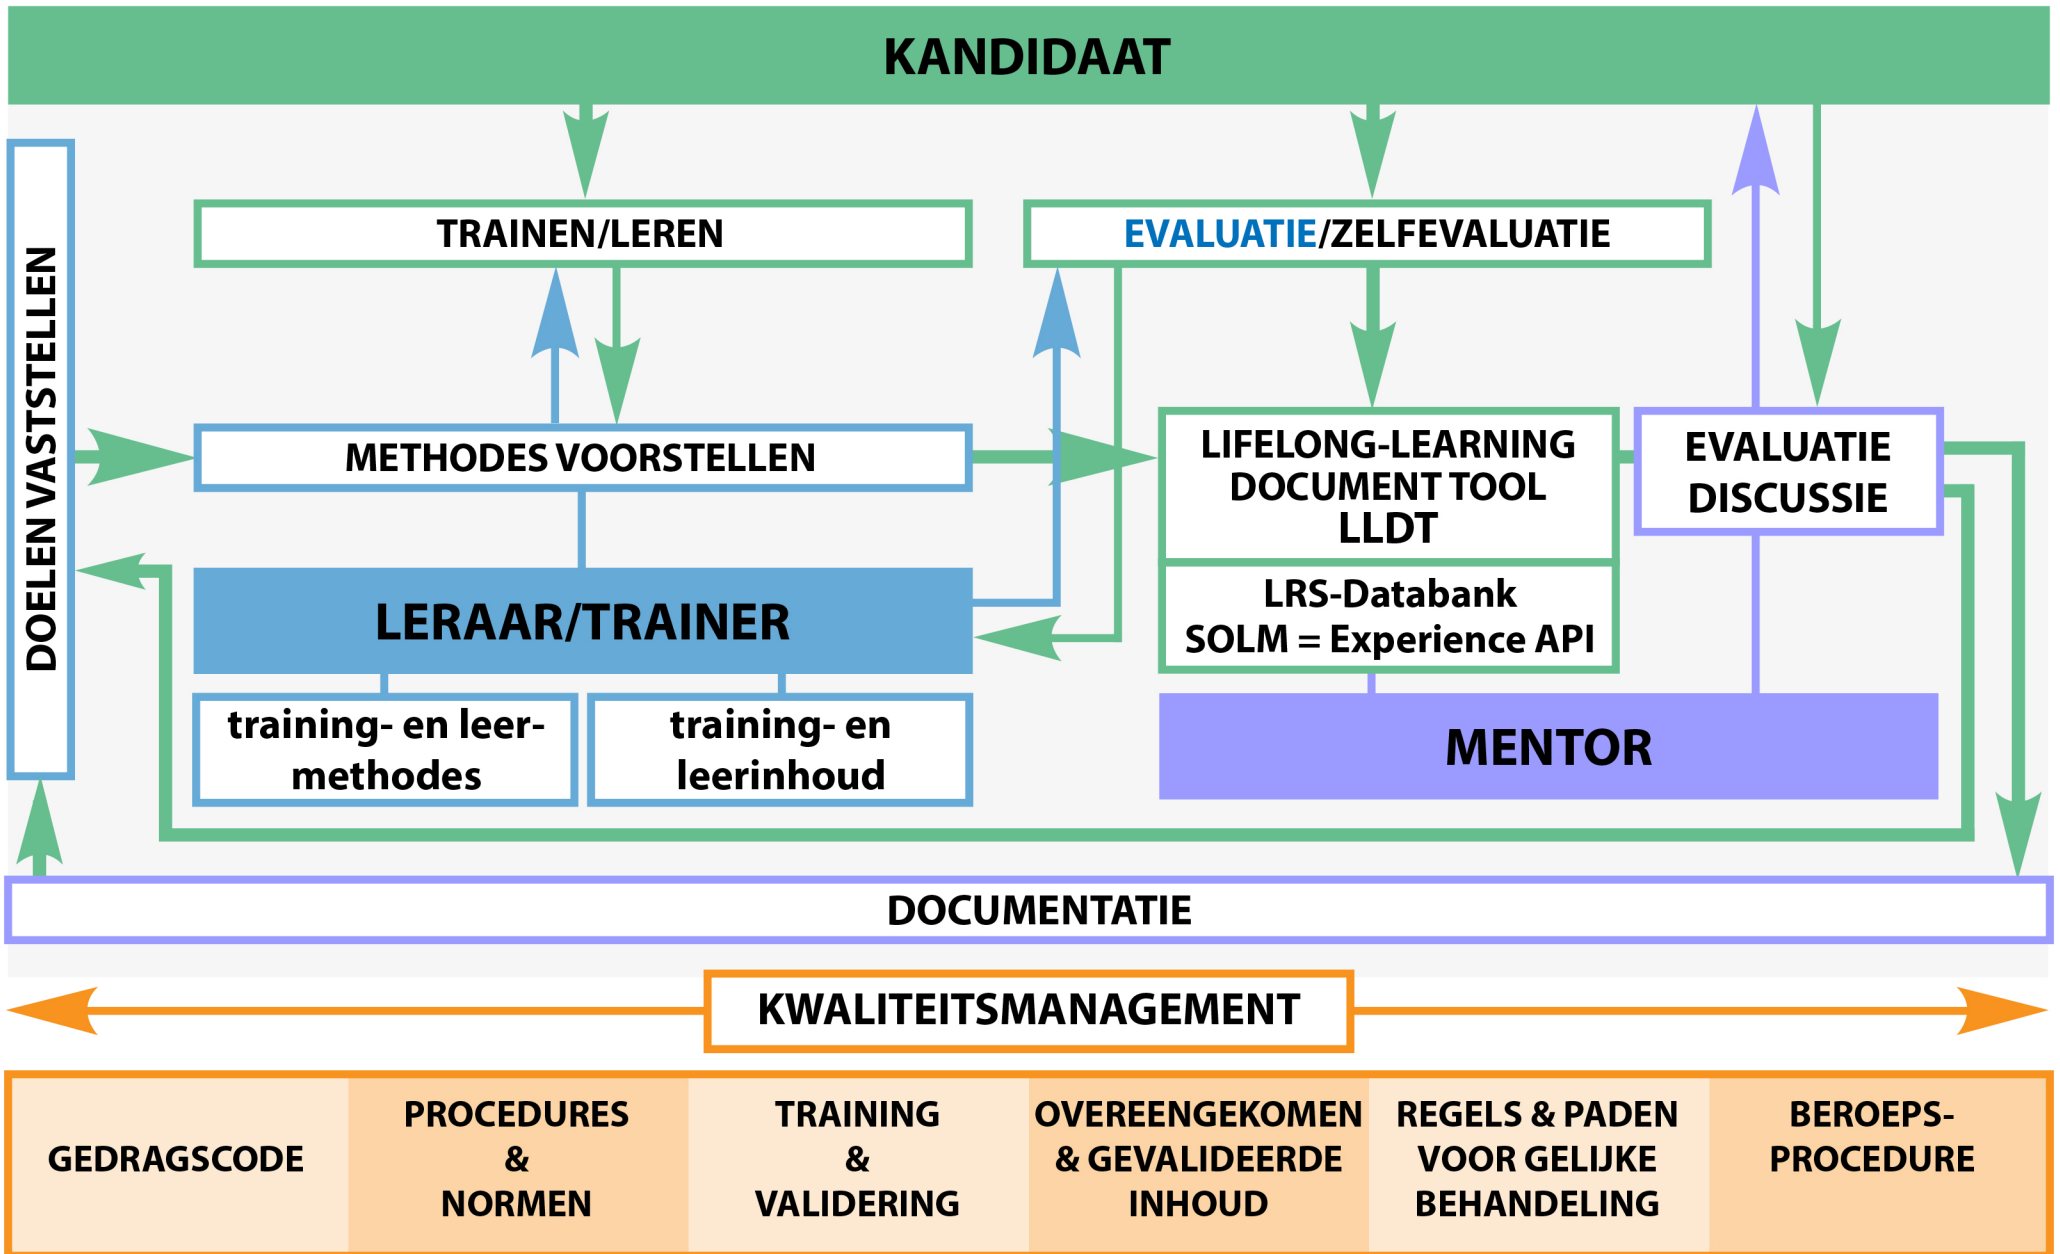 KANDIDAAT
DOELEN VASTSTELLEN
TRAINEN/LEREN
EVALUATIE/ZELFEVALUATIE
METHODES VOORSTELLEN
LIFELONG-LEARNING
DOCUMENT TOOL
LLDT
EVALUATIE
DISCUSSIE
LERAAR/TRAINER
LRS-Databank
SOLM = Experience API
training- en leer-
methodes
training- en
leerinhoud
MENTOR
DOCUMENTATIE
KWALITEITSMANAGEMENT
GEDRAGSCODE
PROCEDURES
&
NORMEN
TRAINING
&
VALIDERING
OVEREENGEKOMEN
& GEVALIDEERDE
INHOUD
REGELS & PADEN
VOOR GELIJKE
BEHANDELING
BEROEPS-
PROCEDURE